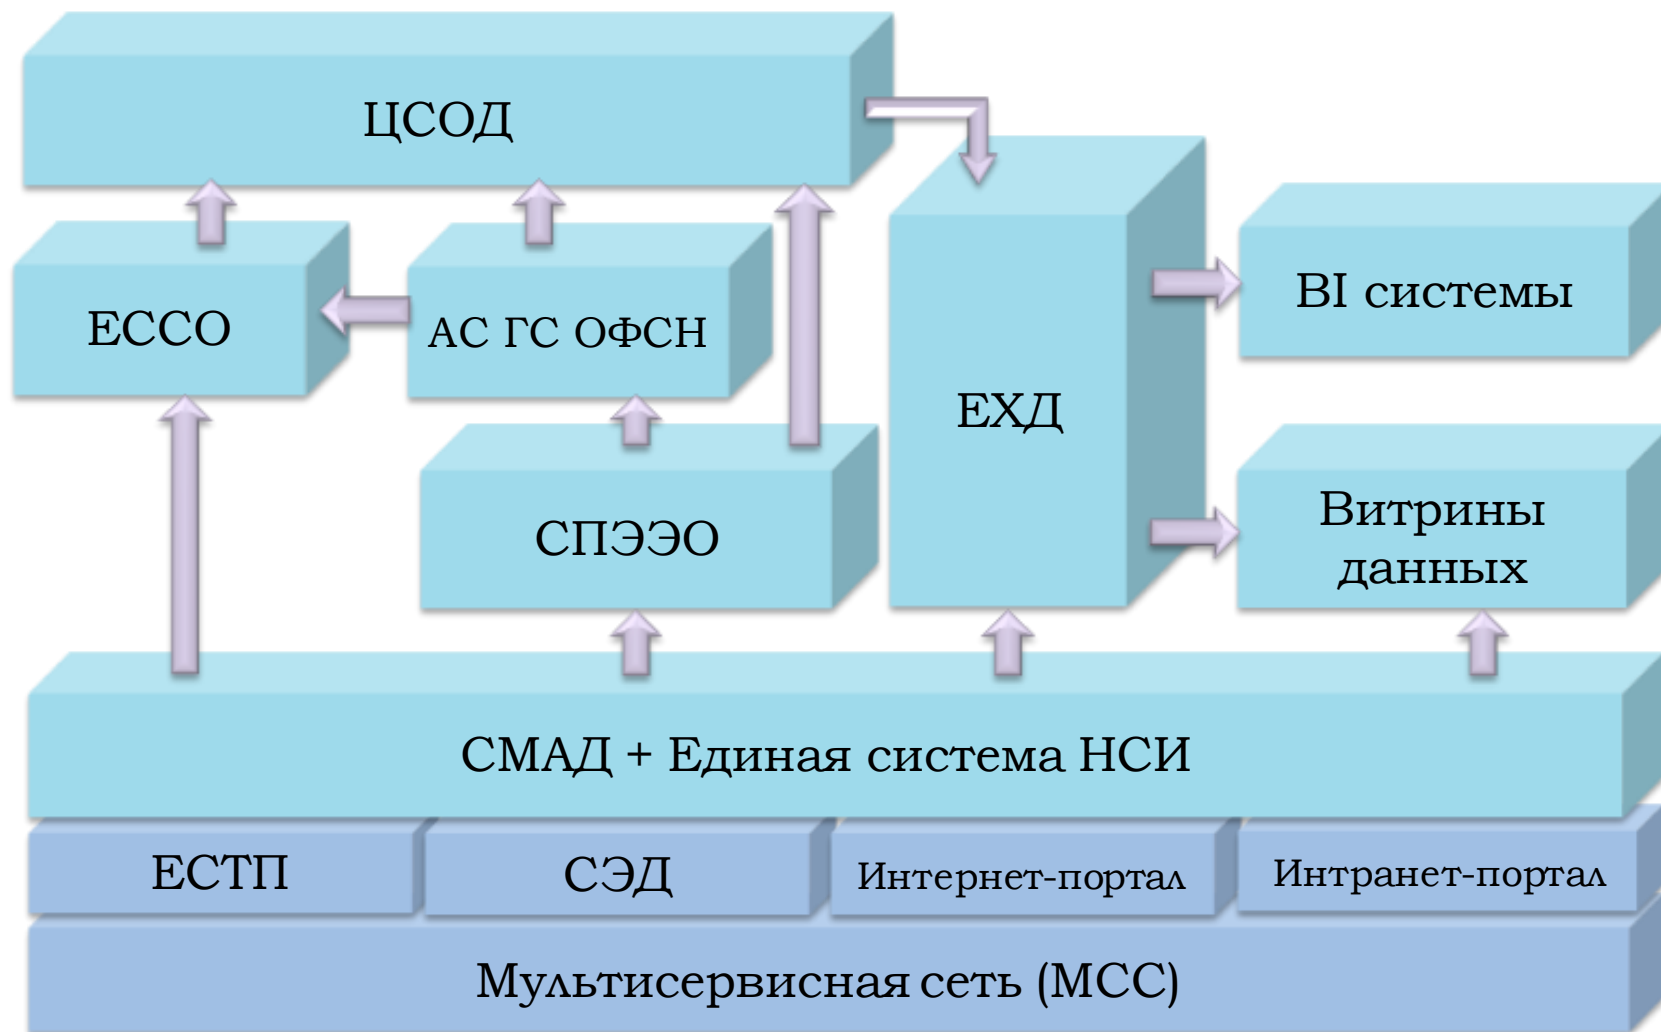 ЦСОД
ЕССО
АС ГС ОФСН
ЕХД
BI системы
СПЭЭО
Витрины
данных
СМАД + Единая система НСИ
ЕСТП
СЭД
Интернет-портал
Интранет-портал
Мультисервисная сеть (МСС)